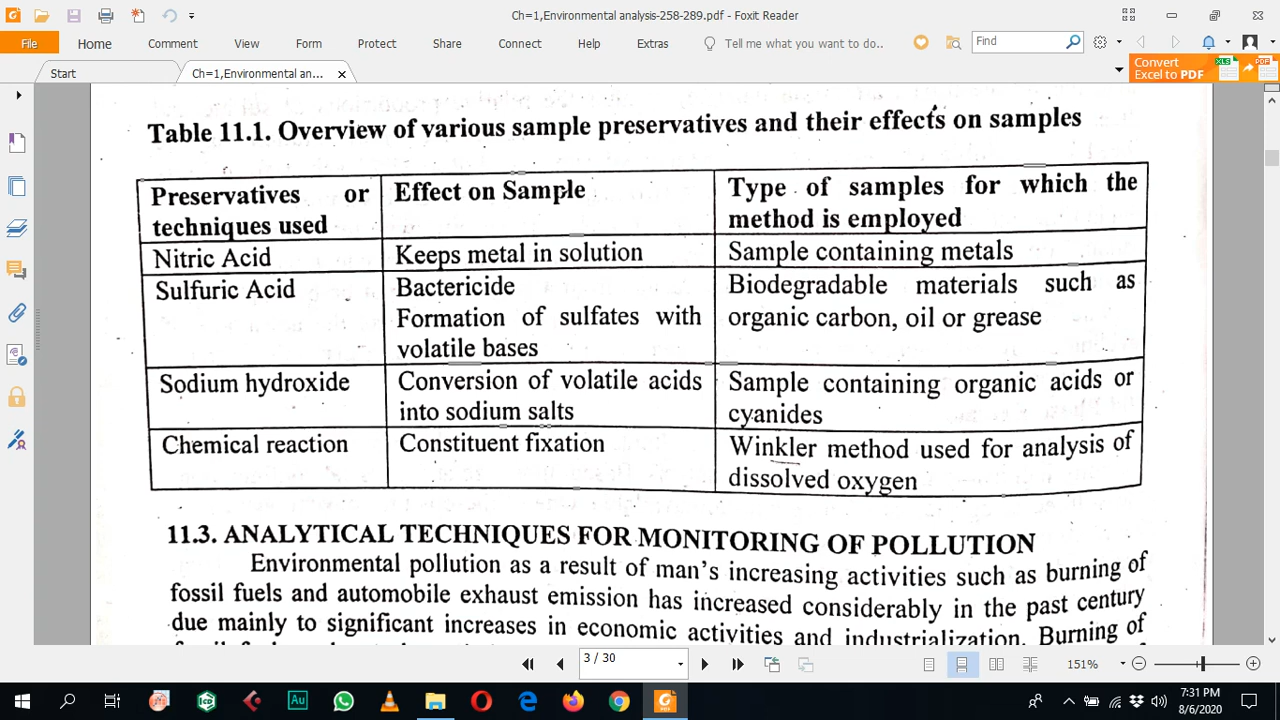 Ch=1,Environmental analysis-258-289.pdf - Foxit Reader
File Home Comment View Form Protect Share Connect Help Extras Tell me what you want to do.. Find
Start Ch=1,Environmental an... Convert
Excel to PDF
Table 11.1. Overview of various sample preservatives and their effects on samples
Preservatives or
techniques used
Effect on Sample
Type of samples for which the
method is employed
Nitric Acid
Keeps metal in solution
Sample containing metals
Sulfuric Acid
Bactericide
Formation of sulfates with
volatile bases
Biodegradable materials such as
organic carbon, oil or grease
Sodium hydroxide
Conversion of volatile acids
into sodium salts
Sample containing organic acids or
cyanides
Chemical reaction
Constituent fixation
Winkler method used for analysis of
dissolved oxygen
11.3. ANALYTICAL TECHNIQUES FOR MONITORING OF POLLUTION
Environmental pollution as a result of man's increasing activities such as burning of
fossil fuels and automobile exhaust emission has increased considerably in the past century
due mainly to significant increases in economic activities and industrialization. Burning of
3 / 30
151%
7:31 PM
8/6/2020